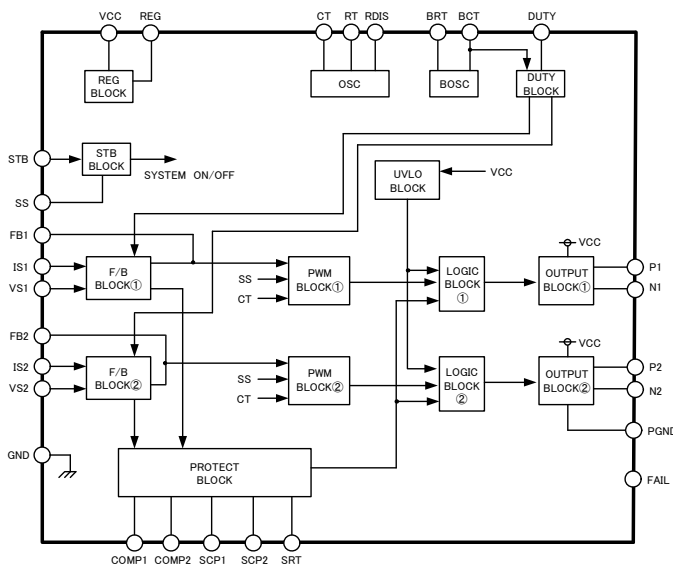 VCC REG CT RT RDIS BRT BCT DUTY
REG
BLOCK
OSC
BOSC
DUTY
BLOCK
STB
STB
BLOCK
SYSTEM ON/OFF
UVLO
BLOCK
VCC
SS
FB1
IS1
VS1
F/B
BLOCK①
SS
CT
PWM
BLOCK①
LOGIC
BLOCK
①
VCC
OUTPUT
BLOCK①
P1
N1
FB2
IS2
VS2
F/B
BLOCK②
SS
CT
PWM
BLOCK②
LOGIC
BLOCK
②
VCC
OUTPUT
BLOCK②
P2
N2
PGND
GND
PROTECT
BLOCK
FAIL
COMP1 COMP2 SCP1 SCP2 SRT